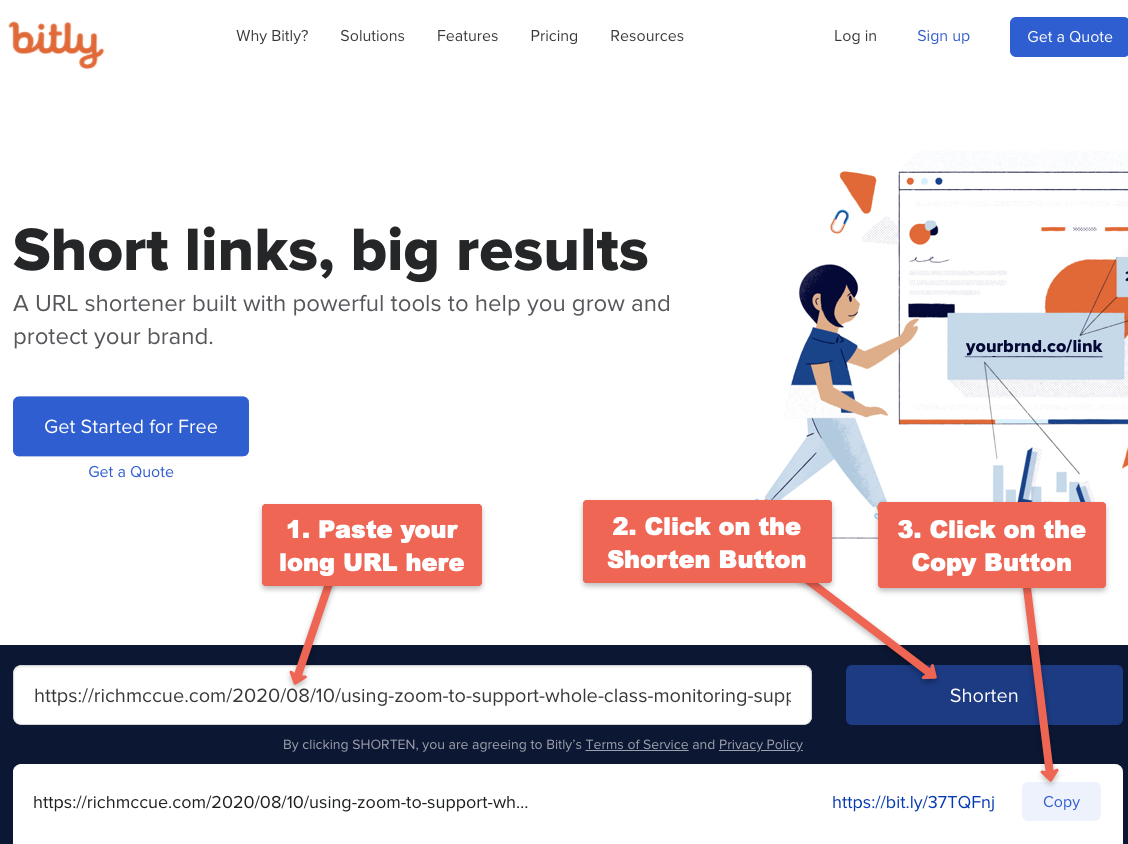 bitly
Why Bitly?
Solutions
Features
Pricing
Resources
Log in
Sign up
Get a Quote
Short links, big results
A URL shortener built with powerful tools to help you grow and
protect your brand.
yourbrnd.co/link
Get Started for Free
Get a Quote
1. Paste your
long URL here
2. Click on the
Shorten Button
3. Click on the
Copy Button
https://richmccue.com/2020/08/10/using-zoom-to-support-whole-class-monitoring-supp
Shorten
By clicking SHORTEN, you are agreeing to Bitly’s Terms of Service and Privacy Policy
https://richmccue.com/2020/08/10/using-zoom-to-support-wh...
https://bit.ly/37TQFnj
Copy